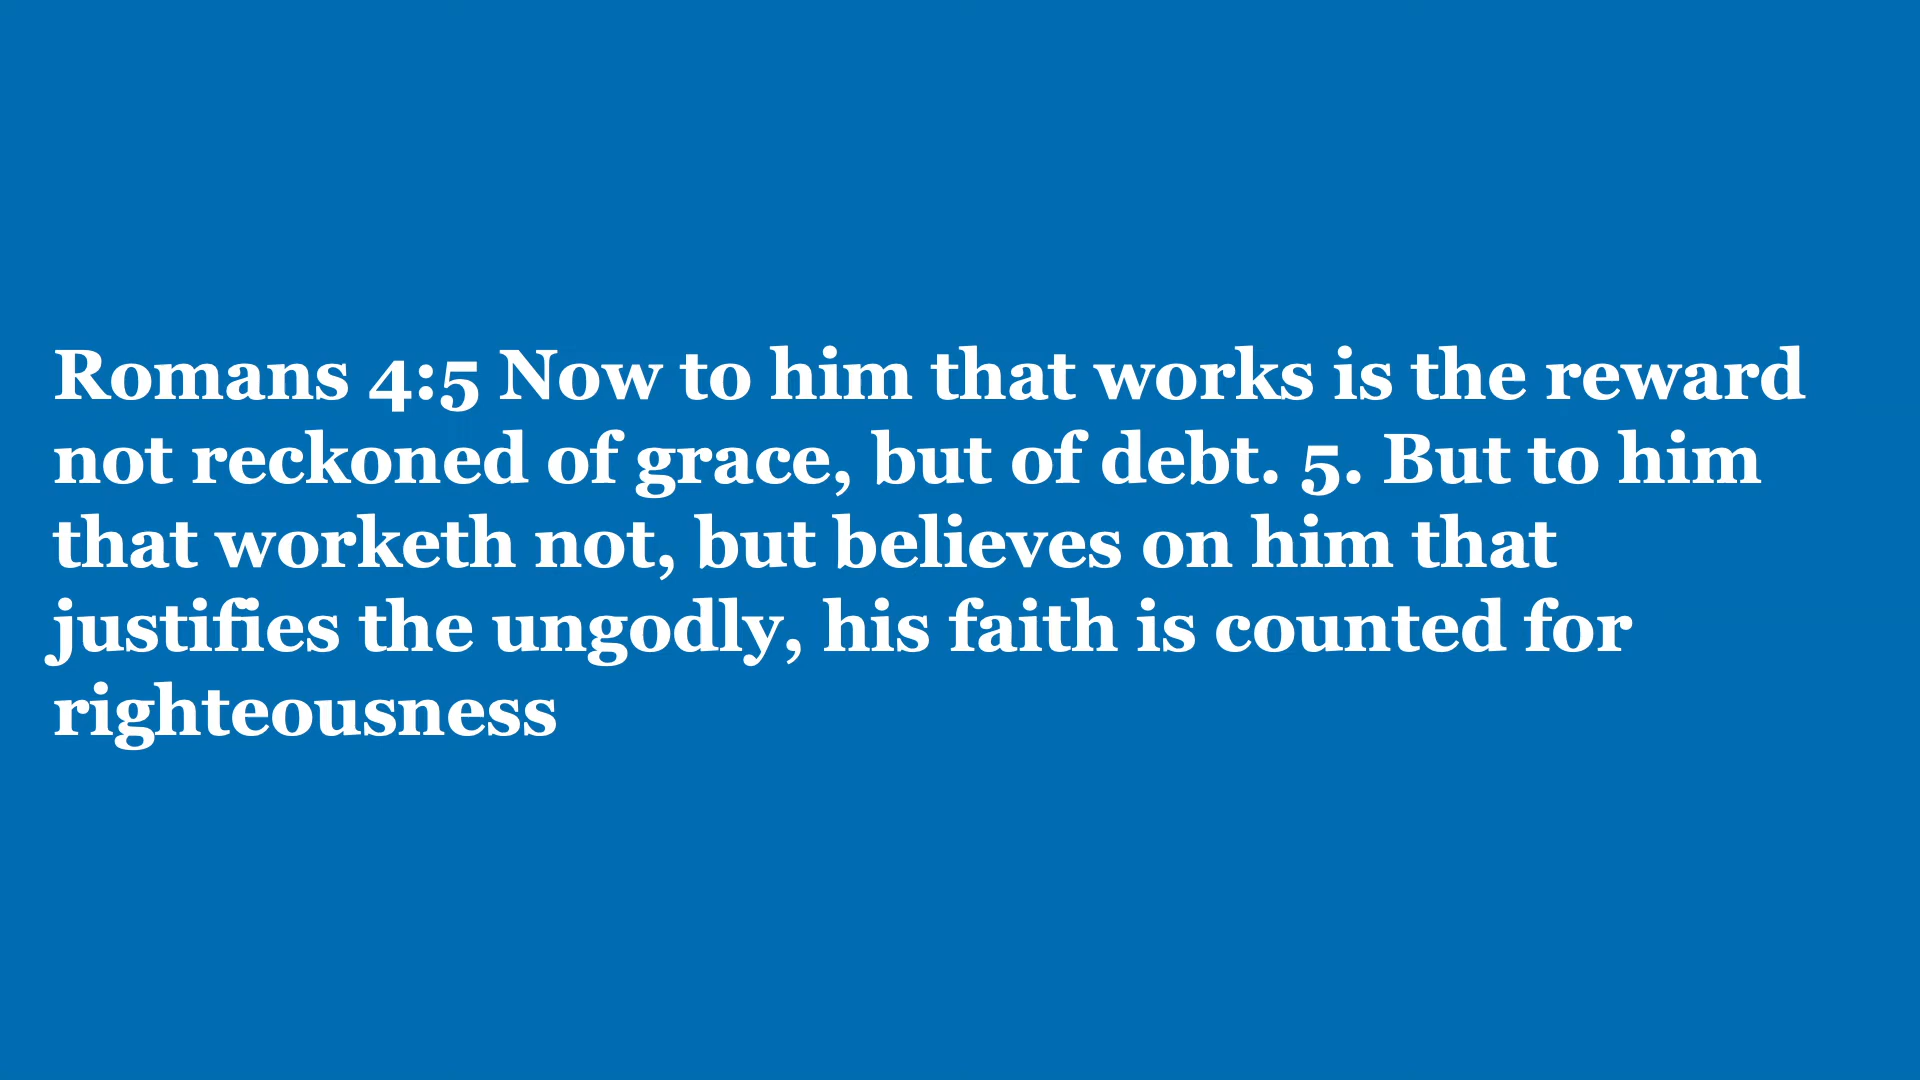 Romans 4:5 Now to him that works is the reward
not reckoned of grace, but of debt. 5. But to him
that worketh not, but believes on him that
justifies the ungodly, his faith is counted for
righteousness